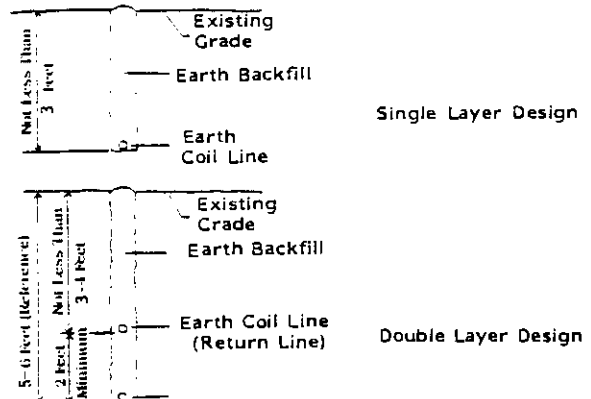 Not Less Than
3 Feet
Existing
Grade
Earth Backfill
Earth
Coil Line
Single Layer Design
5-6 Feet (Reference)
Not Less Than
3-4 Feet
2 Feet
Minimum
Existing
Grade
Earth Backfill
Earth Coil Line
(Return Line)
Double Layer Design